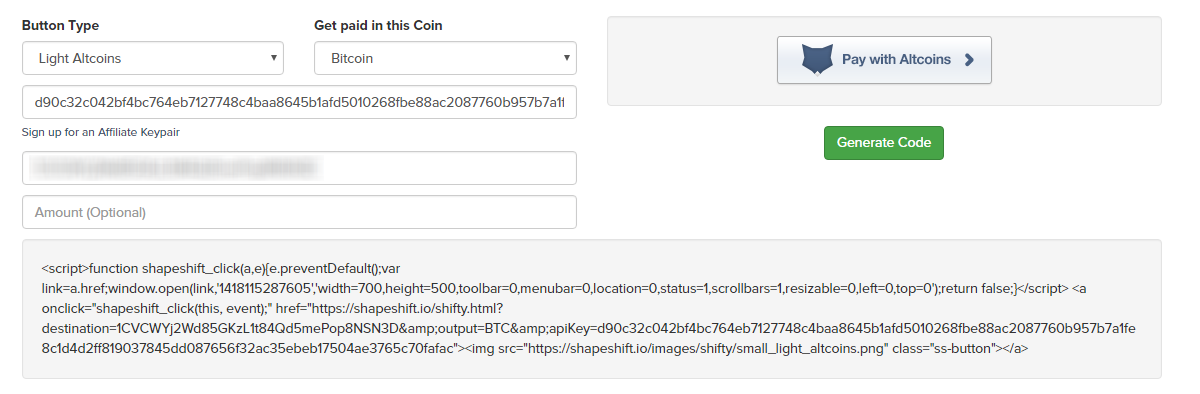 Button Type
Get paid in this Coin
Light Altcoins
Bitcoin
Pay with Altcoins
d90c32c042bf4bc764eb7127748c4baa8645b1afd5010268fbe88ac2087760b957b7a1f
Sign up for an Affiliate Keypair
Generate Code
Amount (Optional)
<script>function shapeshift_click(a,e){e.preventDefault();var
link=a.href;window.open(link,'1418115287605','width=700,height=500,toolbar=0,menubar=0,location=0,status=1,scrollbars=1,resizable=0,left=0,top=0');return false;}</script> <a
onclick="shapeshift_click(this, event);" href="https://shapeshift.io/shifty.html?
destination=1CVCWYj2Wd85GKzL1t84Qd5mePop8NSN3D&amp;output=BTC&amp;apiKey=d90c32c042bf4bc764eb7127748c4baa8645b1afd5010268fbe88ac2087760b957b7a1fe
8c1d4d2ff819037845dd087656f32ac35ebeb17504ae3765c70fafac"><img src="https://shapeshift.io/images/shifty/small_light_altcoins.png" class="ss-button"></a>